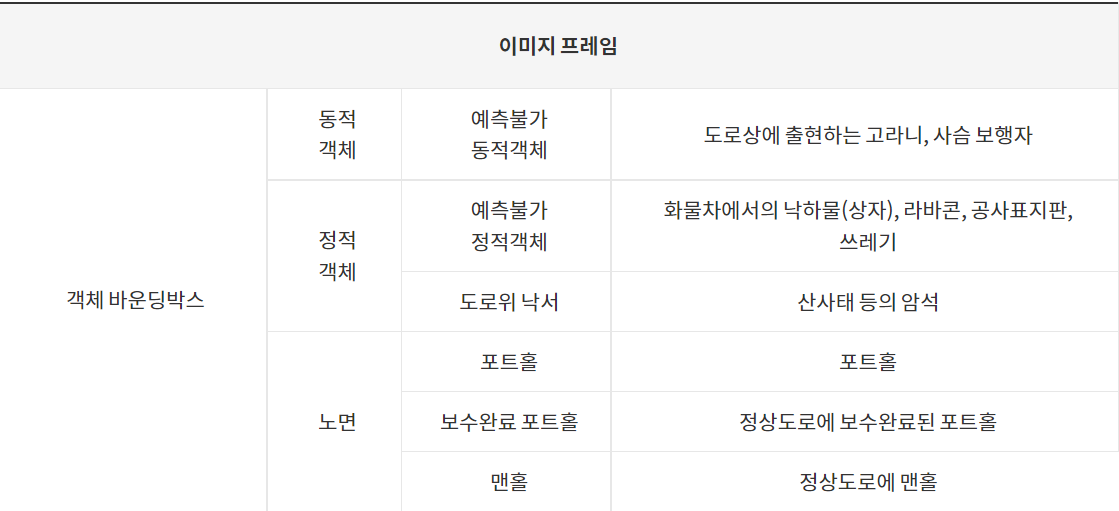 이미지 프레임
객체 바운딩박스
동적
객체
예측불가
동적객체
도로상에 출현하는 고라니, 사슴 보행자
정적
객체
예측불가
정적객체
화물차에서의 낙하물(상자), 라바콘, 공사표지판,
쓰레기
도로위 낙서
산사태 등의 암석
노면
포트홀
포트홀
보수완료 포트홀
정상도로에 보수완료된 포트홀
맨홀
정상도로에 맨홀